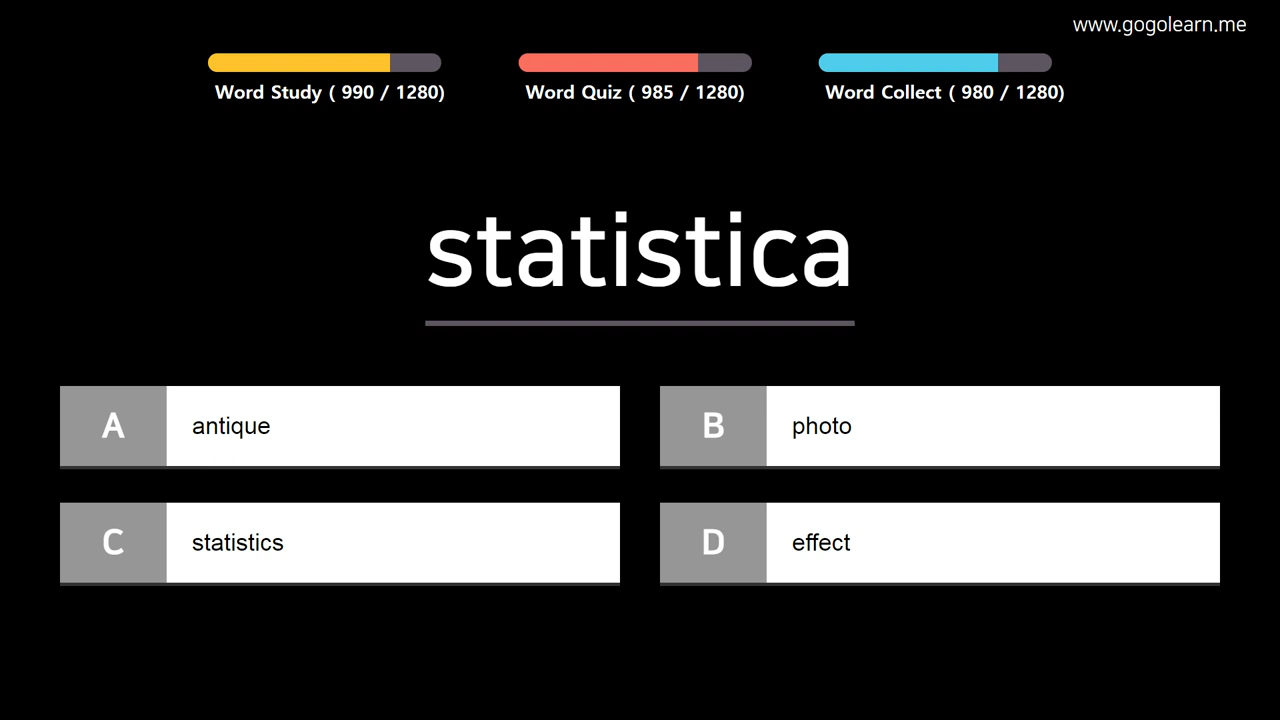 www.gogolearn.me
Word Study ( 990 / 1280)
Word Quiz ( 985 / 1280)
Word Collect ( 980 / 1280)
statistica
A antique
B photo
C statistics
D effect